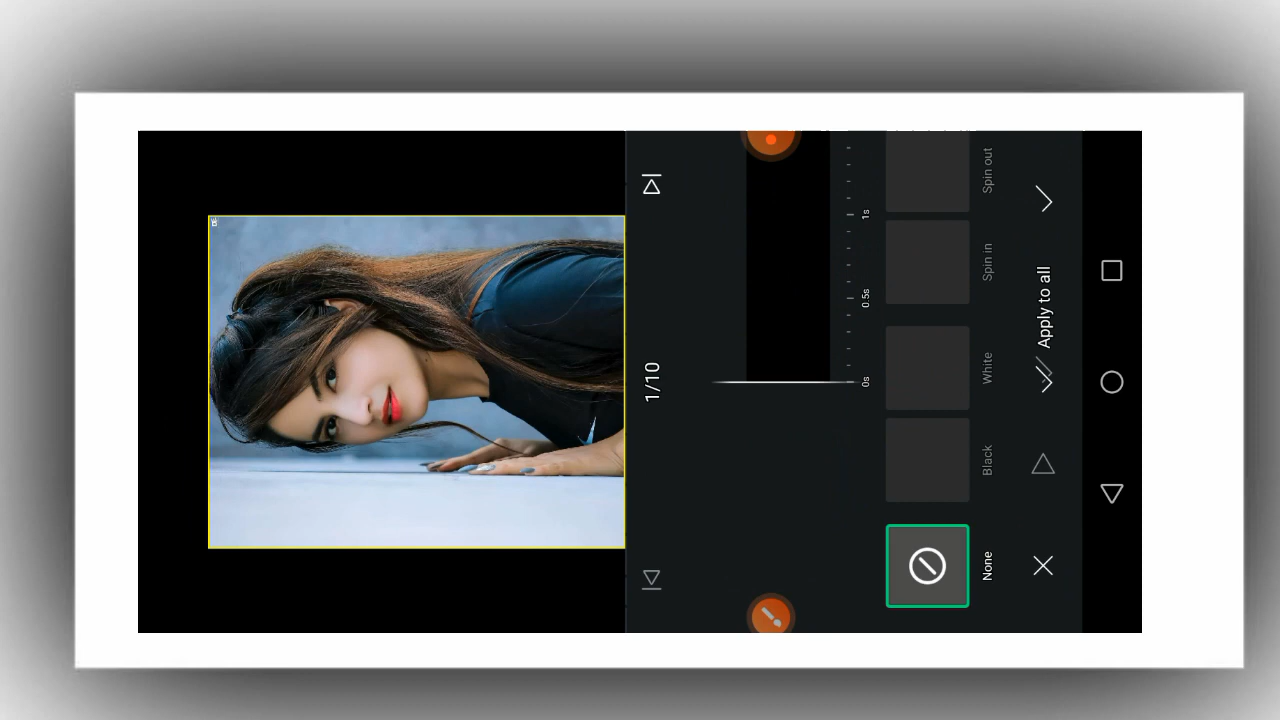 1/10
0s
0.5s
1s
None
Black
White
Spin in
Spin out
Apply to all